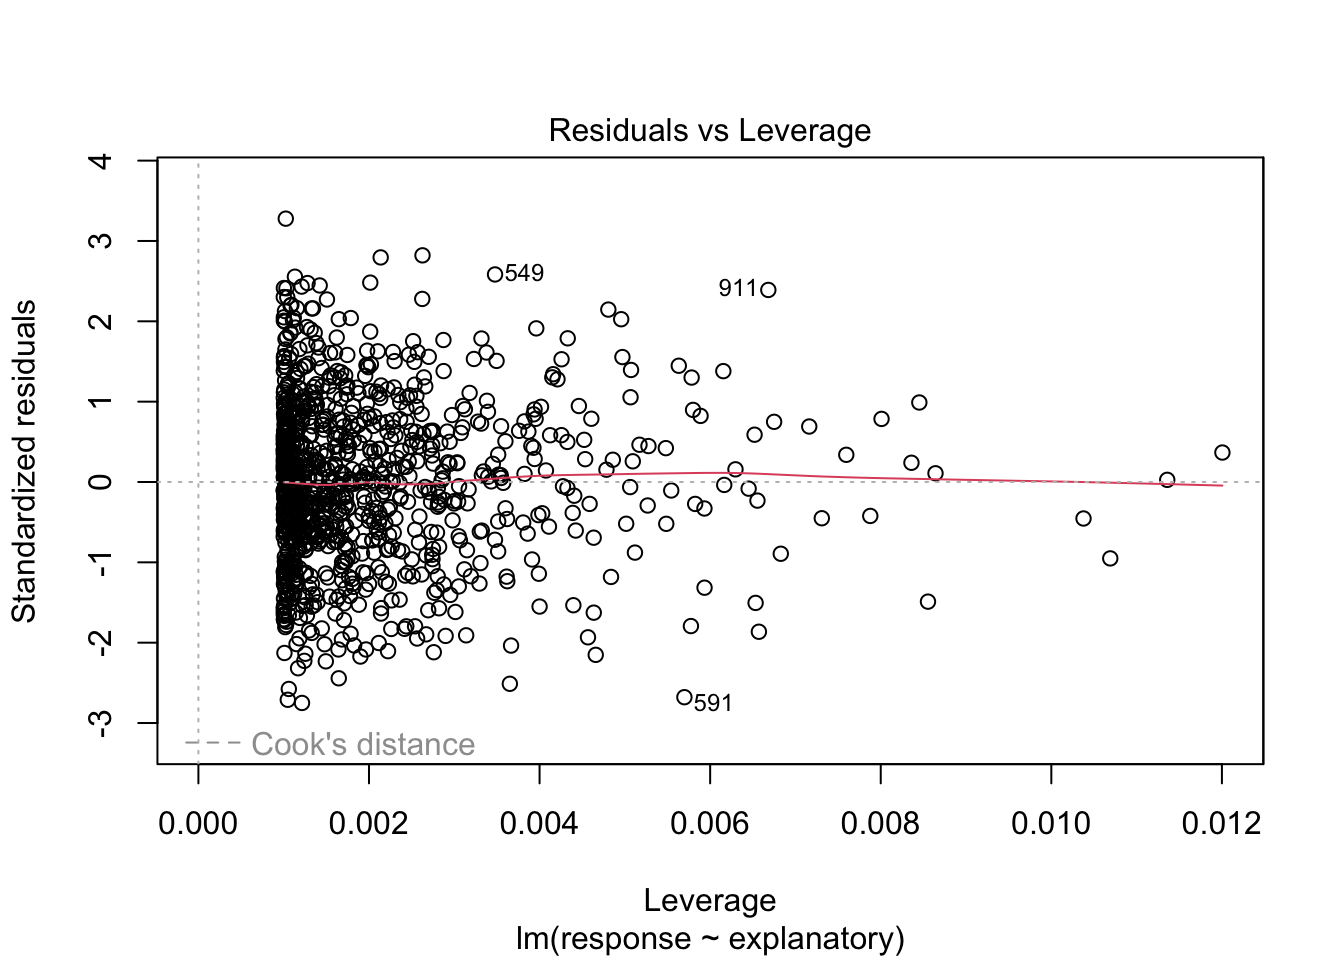 Residuals vs Leverage
Standardized residuals
4
3
2
1
0
-1
-2
-3
549
911
591
Cook's distance
0.000 0.002 0.004 0.006 0.008 0.010 0.012
Leverage
lm(response ~ explanatory)